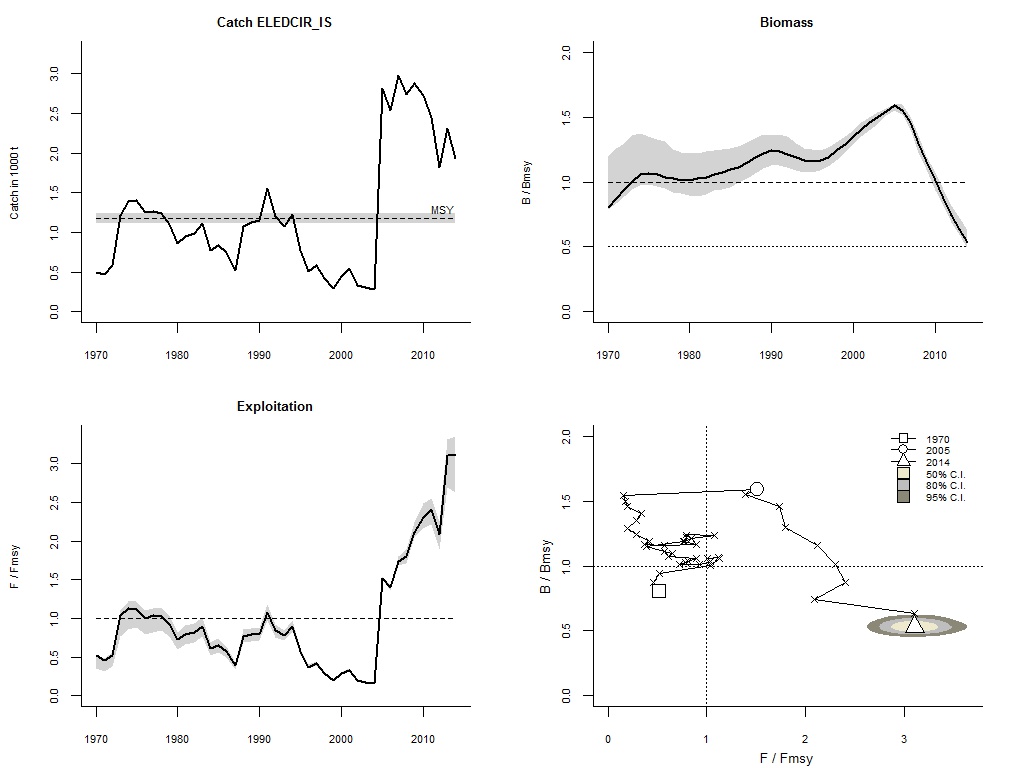 Catch ELEDCIR_IS
Catch in 1000 t
3.0
2.5
2.0
1.5
1.0
0.5
0.0
MSY
1970 1980 1990 2000 2010
Biomass
B / Bmsy
2.0
1.5
1.0
0.5
0.0
1970 1980 1990 2000 2010
Exploitation
F / Fmsy
3.0
2.5
2.0
1.5
1.0
0.5
0.0
1970 1980 1990 2000 2010
B / Bmsy
2.0
1.5
1.0
0.5
0.0
1970
2005
2014
50% C.I.
80% C.I.
95% C.I.
0 1 2 3
F / Fmsy